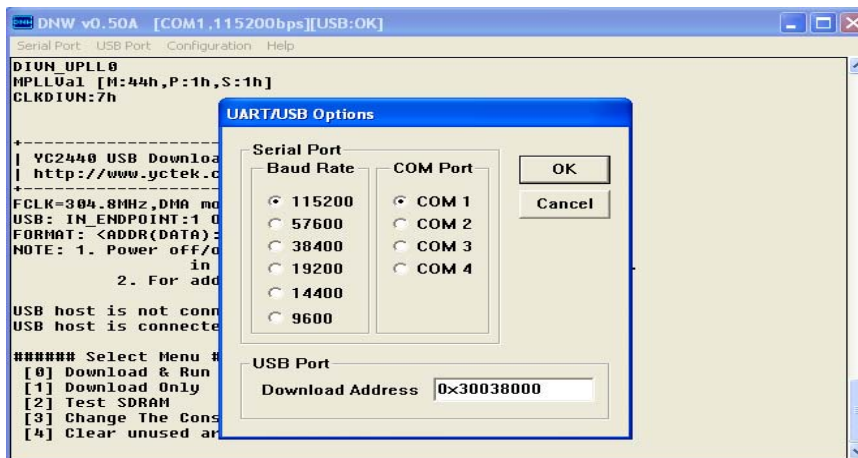 DNW v0.50A [COM1,115200bps][USB:OK]
Serial Port USB Port Configuration Help
DIVN_UPLL0
MPLLVal [M:44h,P:1h,S:1h]
CLKDIVN:7h
+------------------
| YC2440 USB Downloa
| http://www.yctek.c
+------------------
FCLK=304.8MHz,DMA mo
USB: IN_ENDPOINT:1 O
FORMAT: <ADDR(DATA):
NOTE: 1. Power off/o
in
2. For add
USB host is not conn
USB host is connecte
###### Select Menu #
[0] Download & Run
[1] Download Only
[2] Test SDRAM
[3] Change The Cons
[4] Clear unused ar
UART/USB Options
Serial Port
Baud Rate
115200
57600
38400
19200
14400
9600
COM Port
COM 1
COM 2
COM 3
COM 4
OK
Cancel
USB Port
Download Address 0x30038000